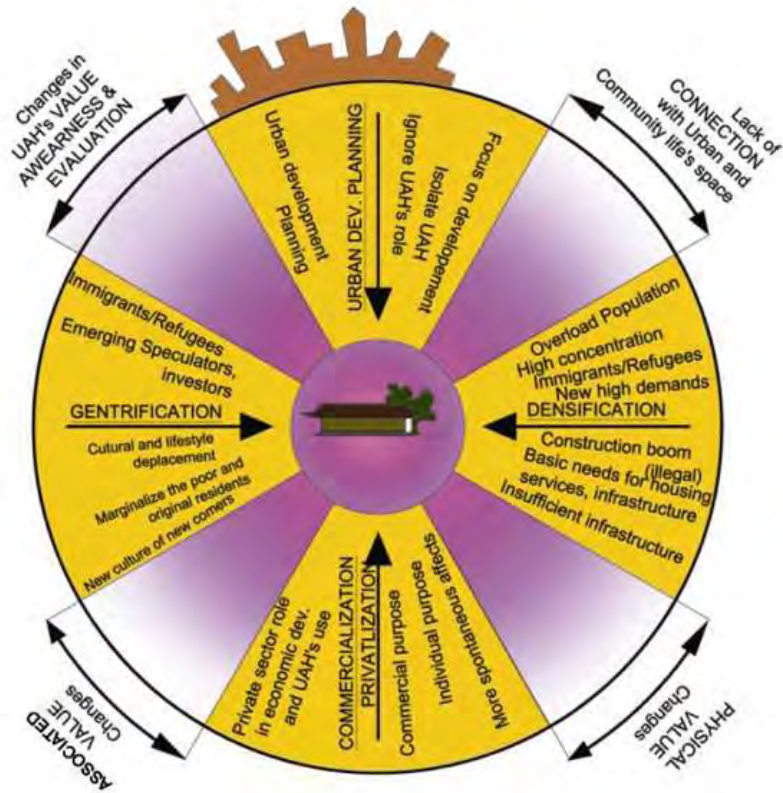 Changes in
UAH's VALUE
AWEARNESS &
EVALUATION
Lack of
CONNECTION
with Urban and
Community life's space
Urban development
Planning
URBAN DEV. PLANNING
Ignore UAH's role
Isolate UAH
Focus on developement
Immigrants/Refugees
Emerging Speculators,
investors
GENTRIFICATION
Cutural and lifestyle
deplacement
Marginalize the poor and
original residents
New culture of new comers
Overload Population
High concentration
Immigrants/Refugees
New high demands
DENSIFICATION
Construction boom
(illegal)
Basic needs for housing
services, infrastructure
Insufficient infrastructure
Private sector role
in economic dev.
and UAH's use
COMMERCIALIZATION
PRIVATLIZATION
Commercial purpose
Individual purpose
More spontaneous affects
ASSOCIATED
VALUE
Changes
PHYSICAL
VALUE
Changes